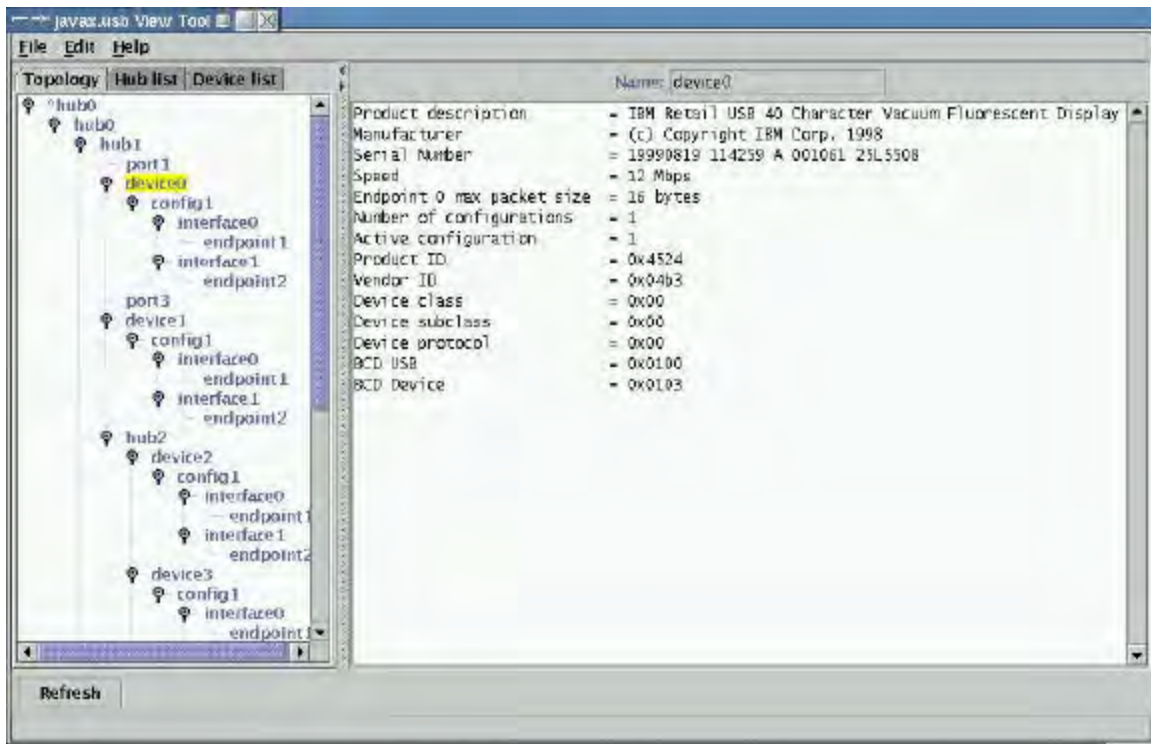 javax.usb View Tool
File Edit Help
Topology Hub list Device list
Name: device0
^hub0
hub0
hub1
port1
device0
config1
interface0
endpoint1
interface1
endpoint2
port3
device1
config1
interface0
endpoint1
interface1
endpoint2
hub2
device2
config1
interface0
endpoint1
interface1
endpoint2
device3
config1
interface0
endpoint1
Product description = IBM Retail USB 40 Character Vacuum Fluorescent Display
Manufacturer = (c) Copyright IBM Corp. 1998
Serial Number = 19990819 114259 A 001061 25L5508
Speed = 12 Mbps
Endpoint 0 max packet size = 16 bytes
Number of configurations = 1
Active configuration = 1
Product ID = 0x4524
Vendor ID = 0x04b3
Device class = 0x00
Device subclass = 0x00
Device protocol = 0x00
BCD USB = 0x0100
BCD Device = 0x0103
Refresh